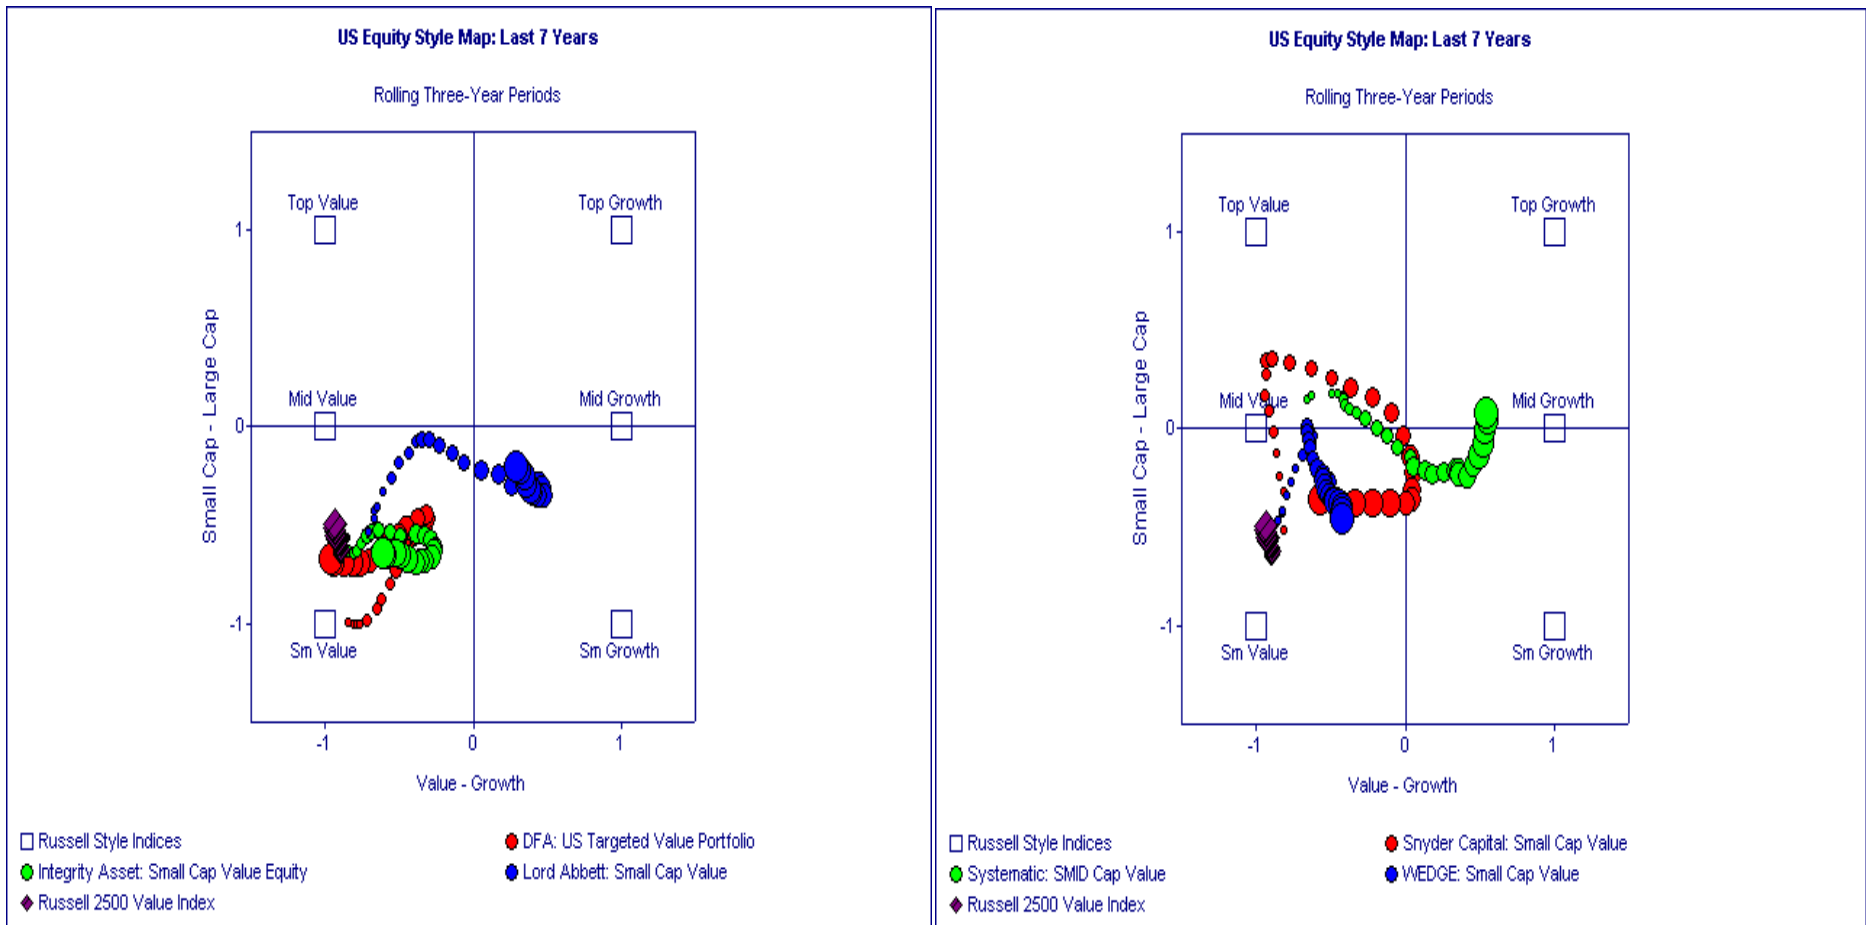 US Equity Style Map: Last 7 Years
Rolling Three-Year Periods
Top Value Top Growth
1
Mid Value Mid Growth
0
-1
Sm Value Sm Growth
Small Cap - Large Cap
-1 0 1
Value - Growth
Russell Style Indices DFA: US Targeted Value Portfolio
Integrity Asset: Small Cap Value Equity Lord Abbett: Small Cap Value
Russell 2500 Value Index
US Equity Style Map: Last 7 Years
Rolling Three-Year Periods
Top Value Top Growth
1
Mid Value Mid Growth
0
-1
Sm Value Sm Growth
Small Cap - Large Cap
-1 0 1
Value - Growth
Russell Style Indices Snyder Capital: Small Cap Value
Systematic: SMID Cap Value WEDGE: Small Cap Value
Russell 2500 Value Index